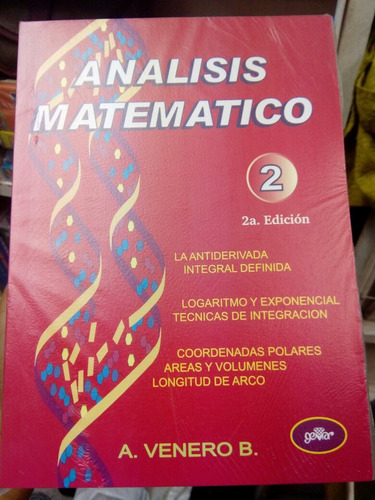 ANALISIS
MATEMATICO
2
2a. Edición
LA ANTIDERIVADA
INTEGRAL DEFINIDA
LOGARITMO Y EXPONENCIAL
TECNICAS DE INTEGRACION
COORDENADAS POLARES
AREAS Y VOLUMENES
LONGITUD DE ARCO
A. VENERO B.